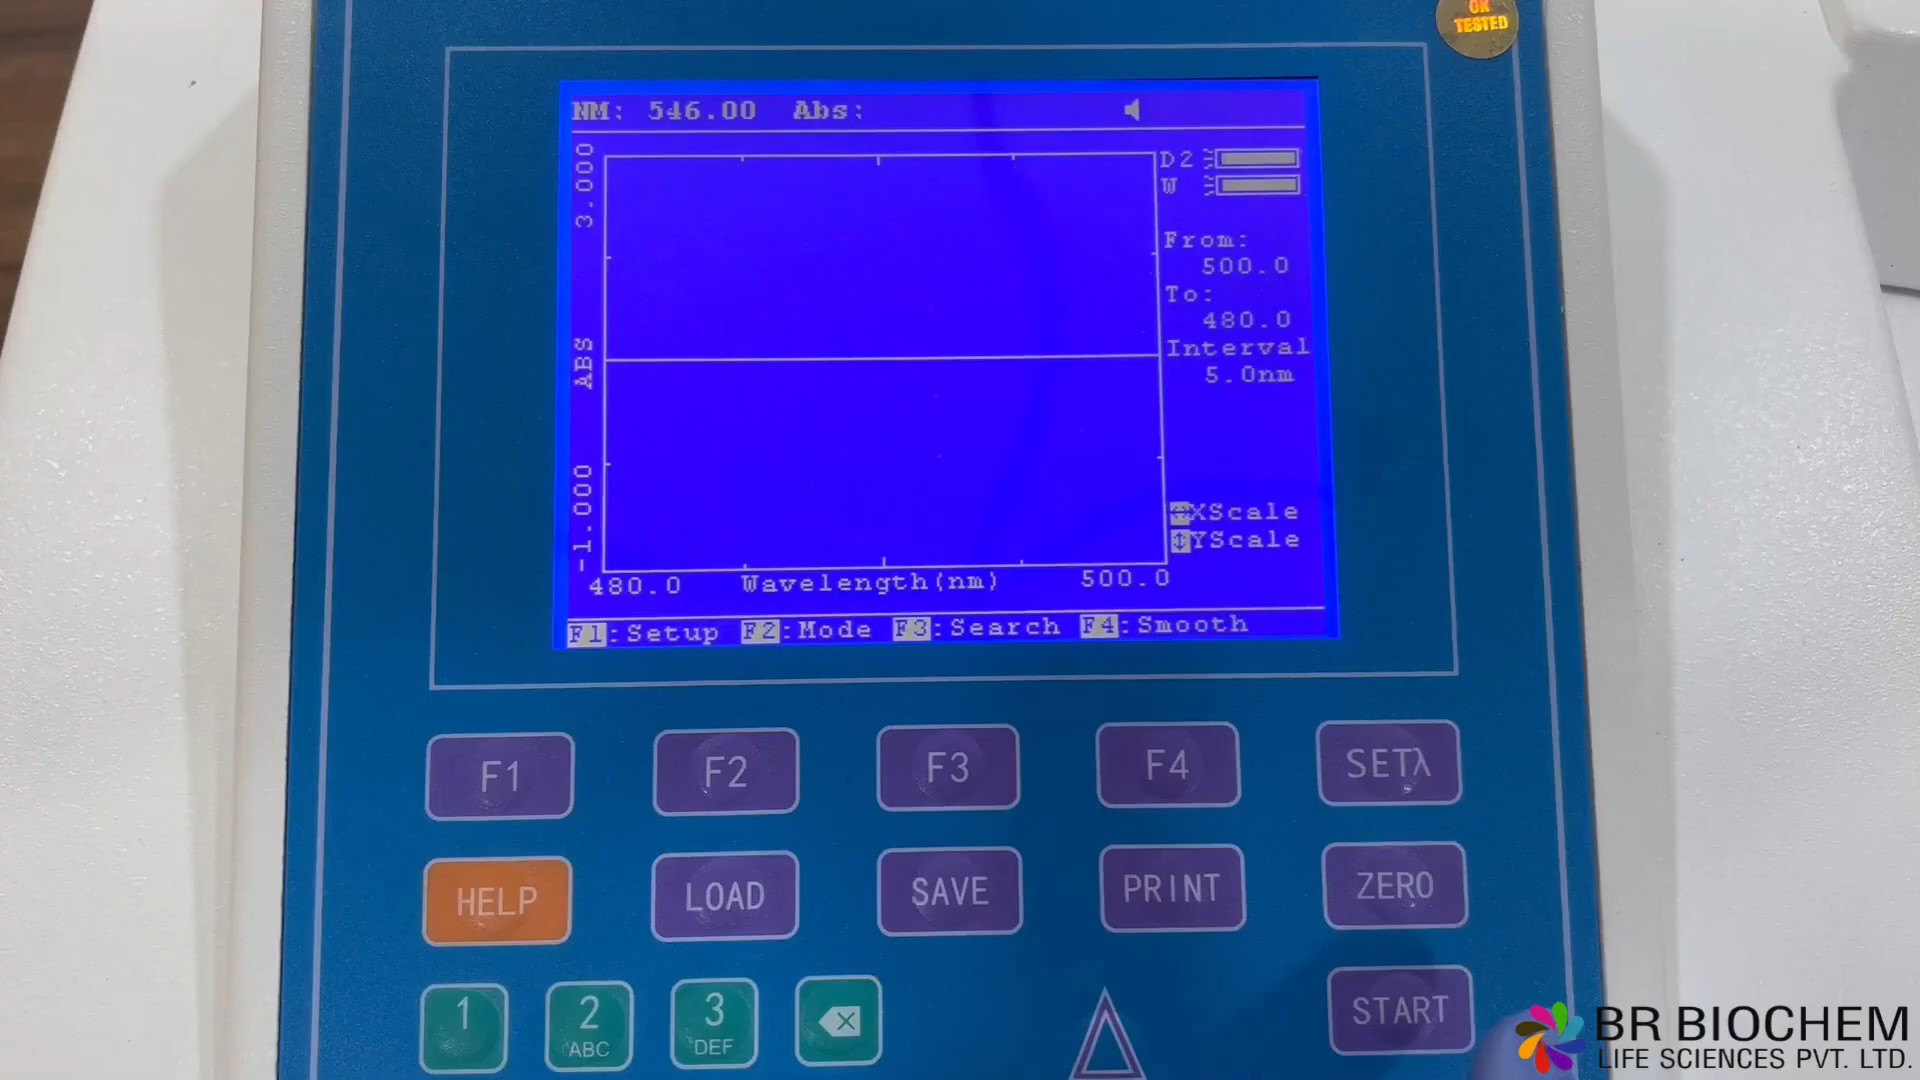 OK
TESTED
NM: 546.00 Abs:
3.000
ABS
-1.000
D2
W
From:
500.0
To:
480.0
Interval
5.0nm
XScale
YScale
480.0 Wavelength(nm) 500.0
F1:Setup F2:Mode F3:Search F4:Smooth
F1 F2 F3 F4 SETλ
HELP LOAD SAVE PRINT ZERO
1 2 3 START
ABC DEF
BR BIOCHEM
LIFE SCIENCES PVT. LTD.